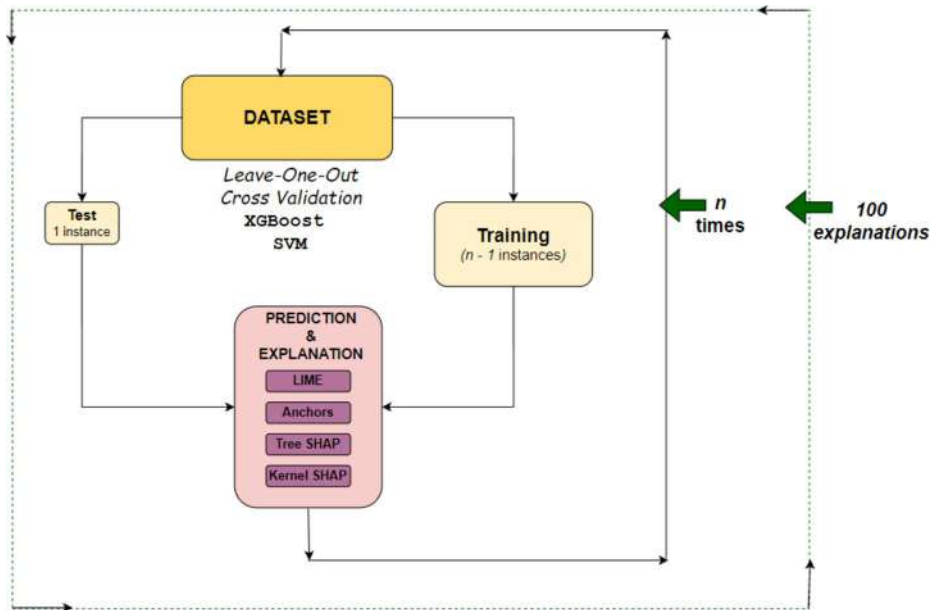 DATASET
Leave-One-Out
Cross Validation
XGBoost
SVM
Test
1 instance
Training
(n - 1 instances)
n
times
100
explanations
PREDICTION
&
EXPLANATION
LIME
Anchors
Tree SHAP
Kernel SHAP